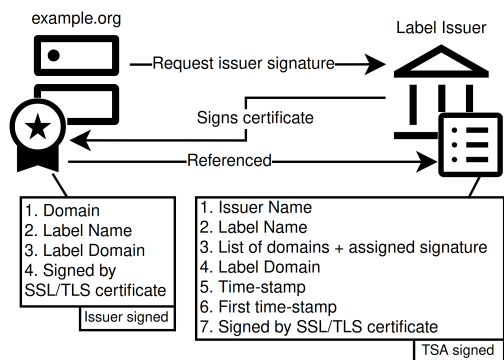 example.org
Label Issuer
Request issuer signature
Signs certificate
Referenced
1. Domain
2. Label Name
3. Label Domain
4. Signed by
SSL/TLS certificate
Issuer signed
1. Issuer Name
2. Label Name
3. List of domains + assigned signature
4. Label Domain
5. Time-stamp
6. First time-stamp
7. Signed by SSL/TLS certificate
TSA signed